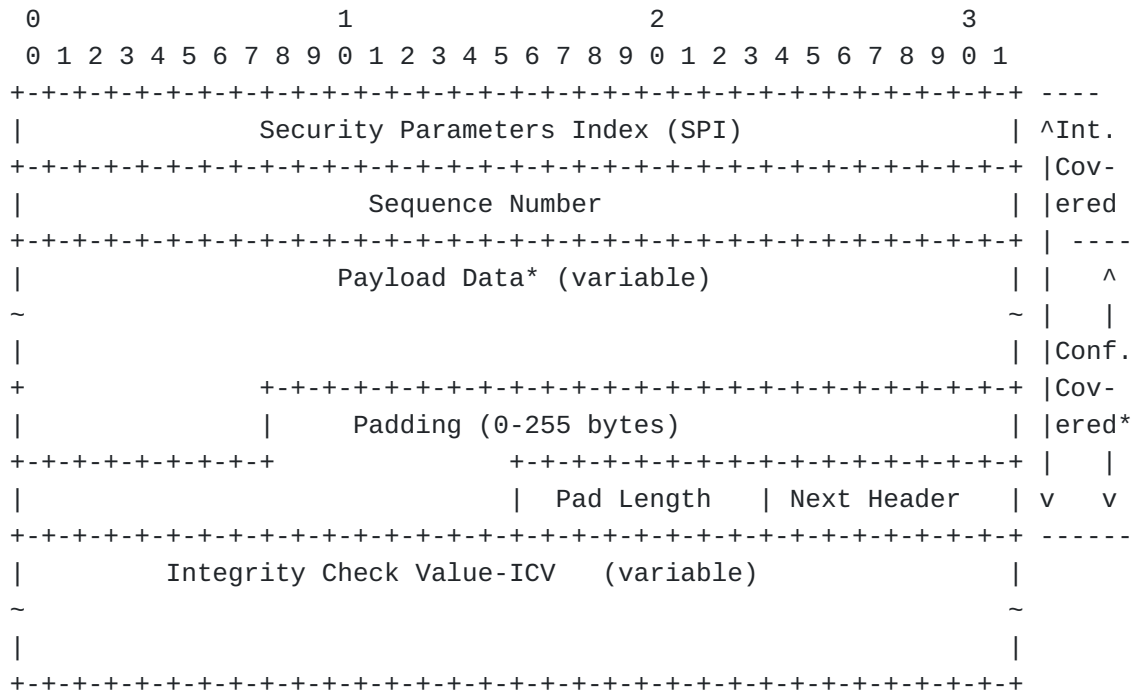 0                   1                   2                   3
 0 1 2 3 4 5 6 7 8 9 0 1 2 3 4 5 6 7 8 9 0 1 2 3 4 5 6 7 8 9 0 1
+-+-+-+-+-+-+-+-+-+-+-+-+-+-+-+-+-+-+-+-+-+-+-+-+-+-+-+-+-+-+-+-+ ----
|               Security Parameters Index (SPI)                 | ^Int.
+-+-+-+-+-+-+-+-+-+-+-+-+-+-+-+-+-+-+-+-+-+-+-+-+-+-+-+-+-+-+-+-+ |Cov-
|                      Sequence Number                          | |ered
+-+-+-+-+-+-+-+-+-+-+-+-+-+-+-+-+-+-+-+-+-+-+-+-+-+-+-+-+-+-+-+-+ | ----
|                    Payload Data* (variable)                   | |   ^
~                                                               ~ |   |
|                                                               | |Conf.
+               +-+-+-+-+-+-+-+-+-+-+-+-+-+-+-+-+-+-+-+-+-+-+-+-+ |Cov-
|               |     Padding (0-255 bytes)                     | |ered*
+-+-+-+-+-+-+-+-+               +-+-+-+-+-+-+-+-+-+-+-+-+-+-+-+-+ |   |
|                               |  Pad Length   | Next Header   | v   v
+-+-+-+-+-+-+-+-+-+-+-+-+-+-+-+-+-+-+-+-+-+-+-+-+-+-+-+-+-+-+-+-+ ------
|         Integrity Check Value-ICV   (variable)                |
~                                                               ~
|                                                               |
+-+-+-+-+-+-+-+-+-+-+-+-+-+-+-+-+-+-+-+-+-+-+-+-+-+-+-+-+-+-+-+-+